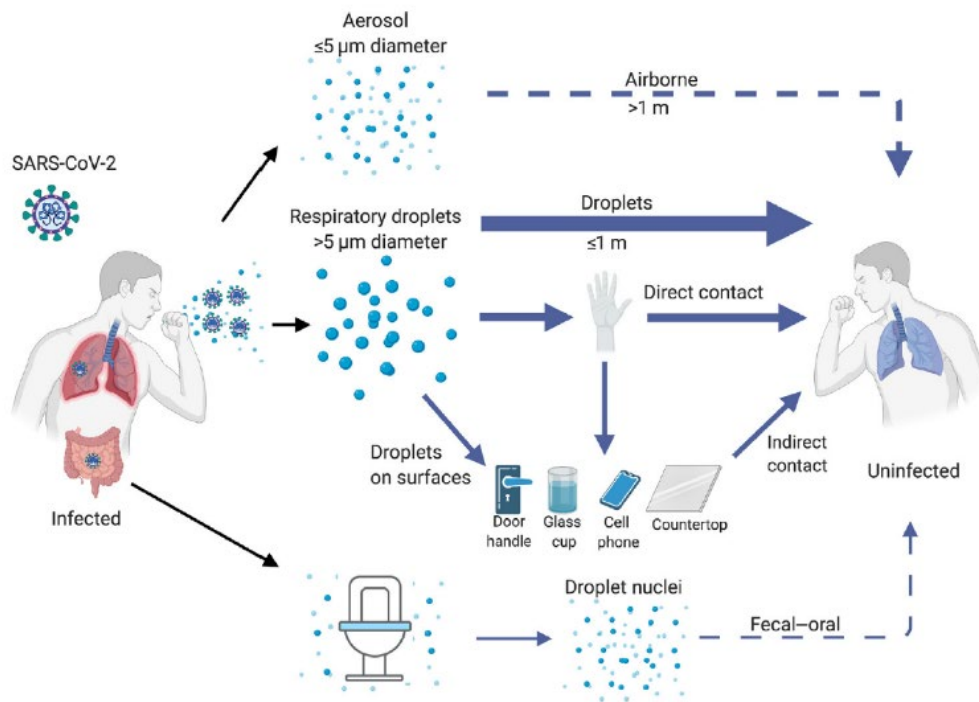 Aerosol
≤5 µm diameter
Airborne
>1 m
SARS-CoV-2
Respiratory droplets
>5 µm diameter
Droplets
≤1 m
Direct contact
Droplets
on surfaces
Indirect
contact
Uninfected
Infected
Door
handle
Glass
cup
Cell
phone
Countertop
Droplet nuclei
Fecal–oral